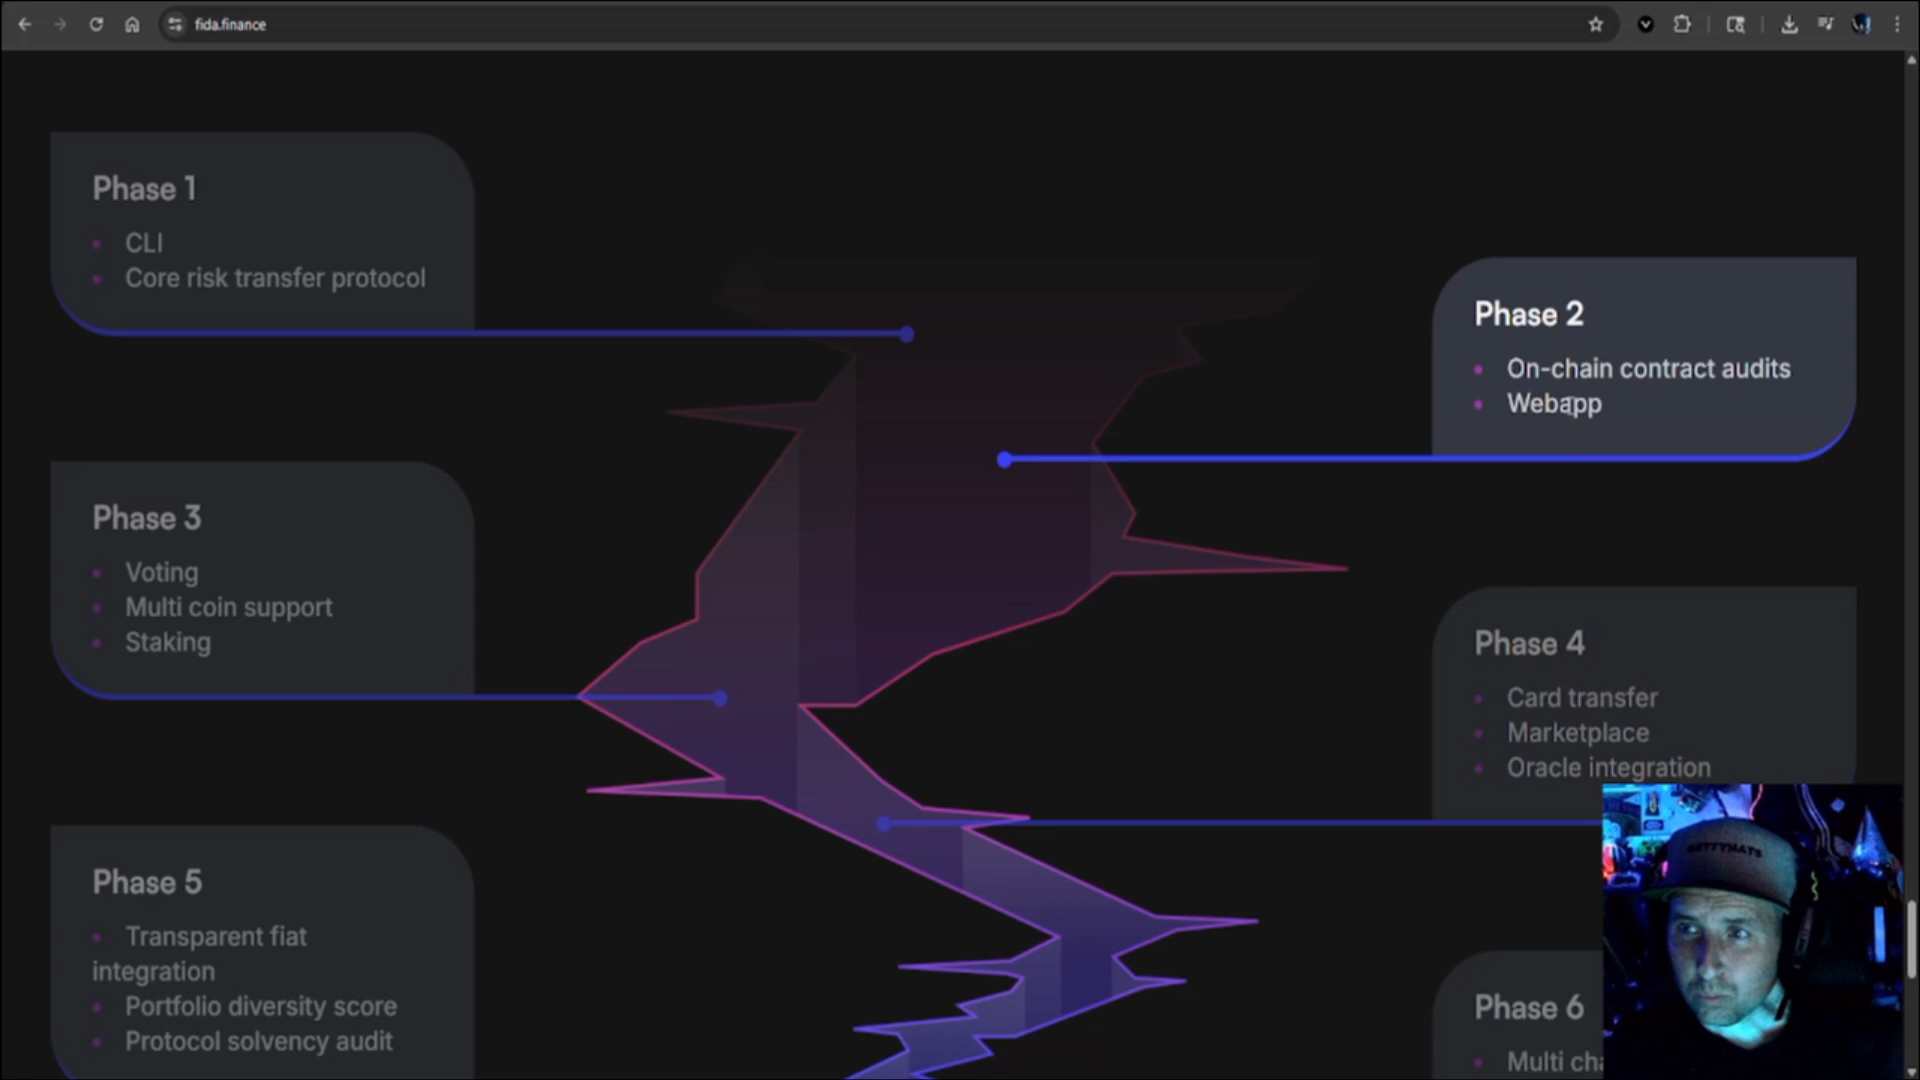 fida.finance
Phase 1
CLI
Core risk transfer protocol
Phase 2
On-chain contract audits
Webapp
Phase 3
Voting
Multi coin support
Staking
Phase 4
Card transfer
Marketplace
Oracle integration
Phase 5
Transparent fiat
integration
Portfolio diversity score
Protocol solvency audit
Phase 6
Multi